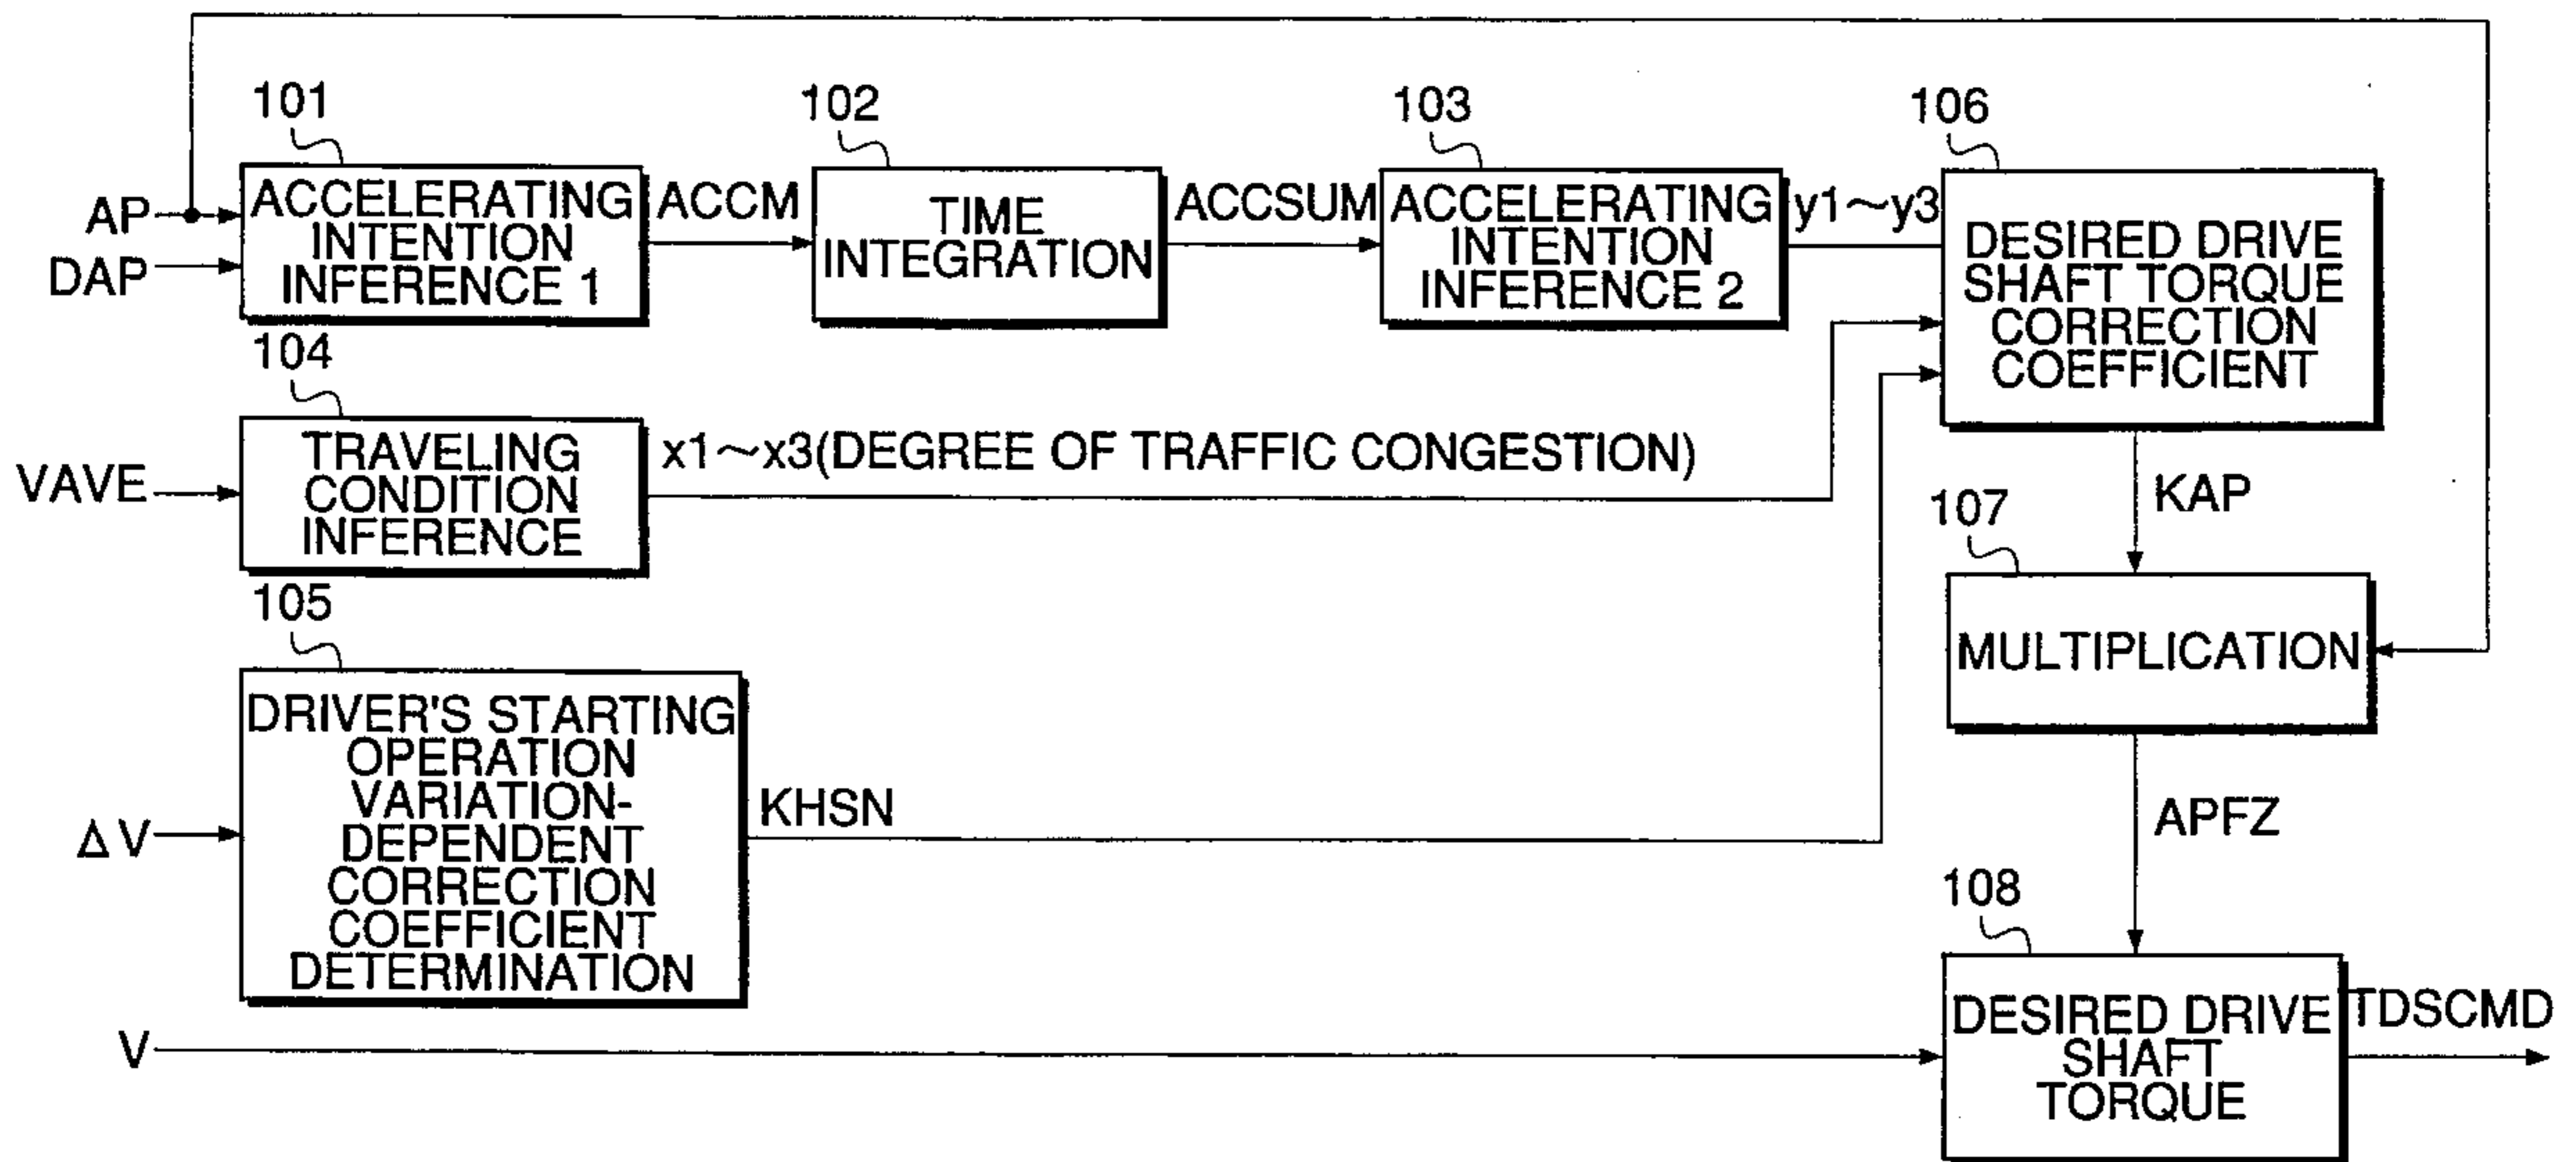 101
102
103
106
AP
DAP
ACCELERATING
INTENTION
INFERENCE 1
ACCM
TIME
INTEGRATION
ACCSUM
ACCELERATING
INTENTION
INFERENCE 2
y1~y3
DESIRED DRIVE
SHAFT TORQUE
CORRECTION
COEFFICIENT
104
VAVE
TRAVELING
CONDITION
INFERENCE
x1~x3(DEGREE OF TRAFFIC CONGESTION)
KAP
107
MULTIPLICATION
105
ΔV
DRIVER'S STARTING
OPERATION
VARIATION-
DEPENDENT
CORRECTION
COEFFICIENT
DETERMINATION
KHSN
APFZ
108
V
DESIRED DRIVE
SHAFT
TORQUE
TDSCMD